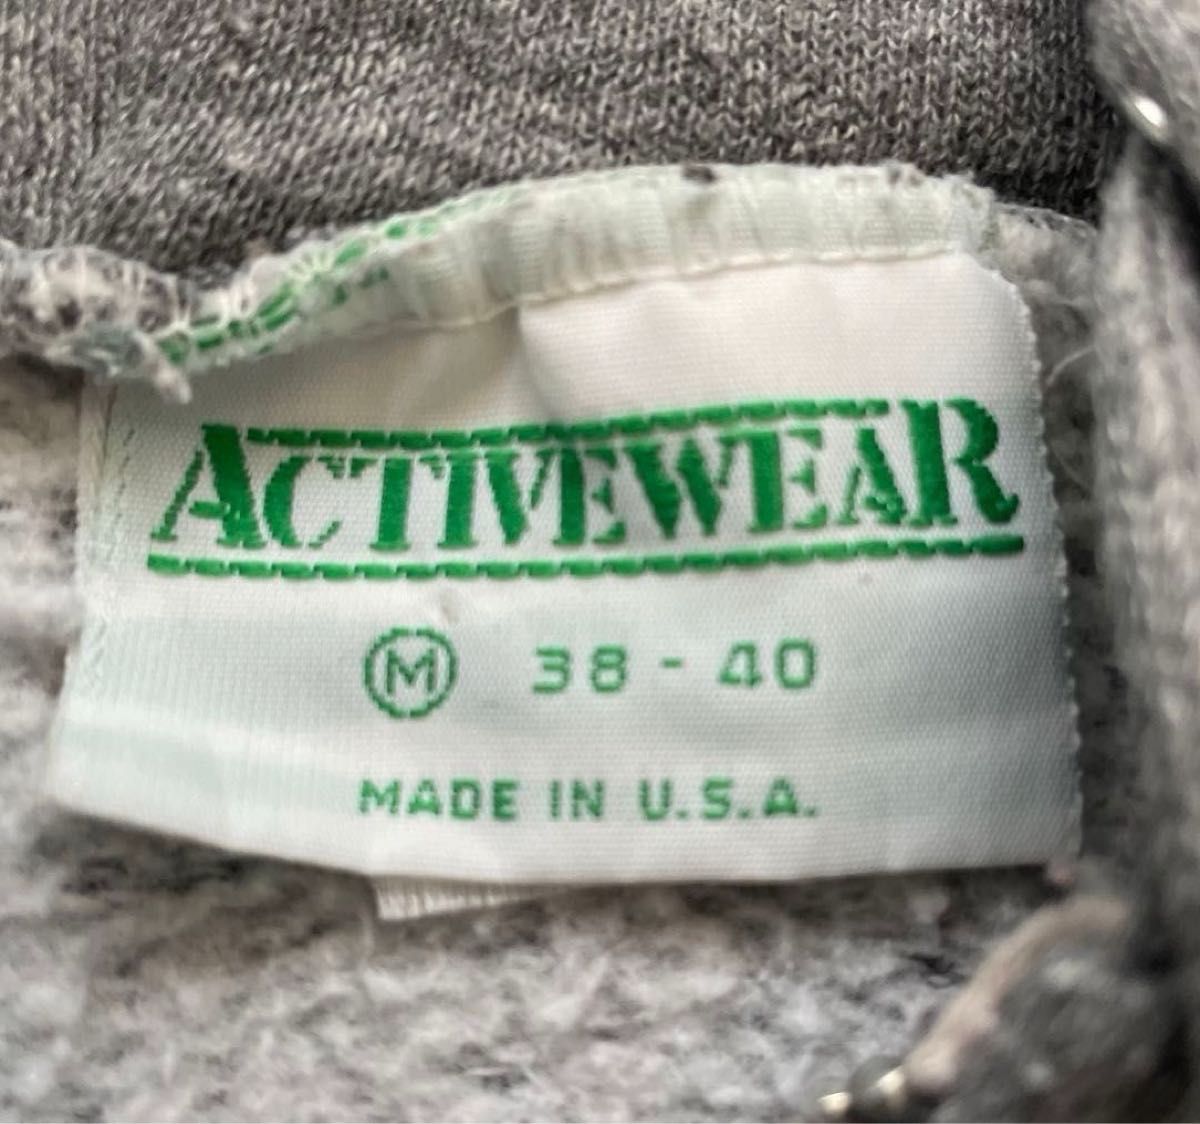 ACTIVEWEAR
M 38 - 40
MADE IN U.S.A.